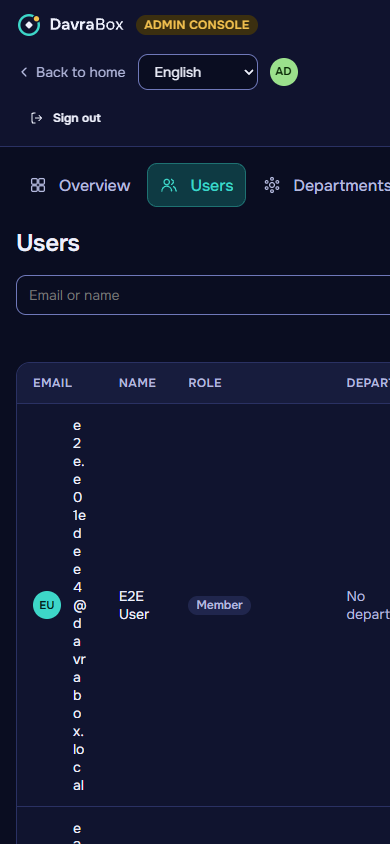 DavraBox ADMIN CONSOLE
Back to home English AD
Sign out
Overview Users Departments
Users
Email or name
EMAIL NAME ROLE DEPAR
e
2
e.
e
0
1e
d
e
e
4
@
d
a
vr
a
b
o
x.
lo
c
al
EU
E2E
User
Member
No
depart
e